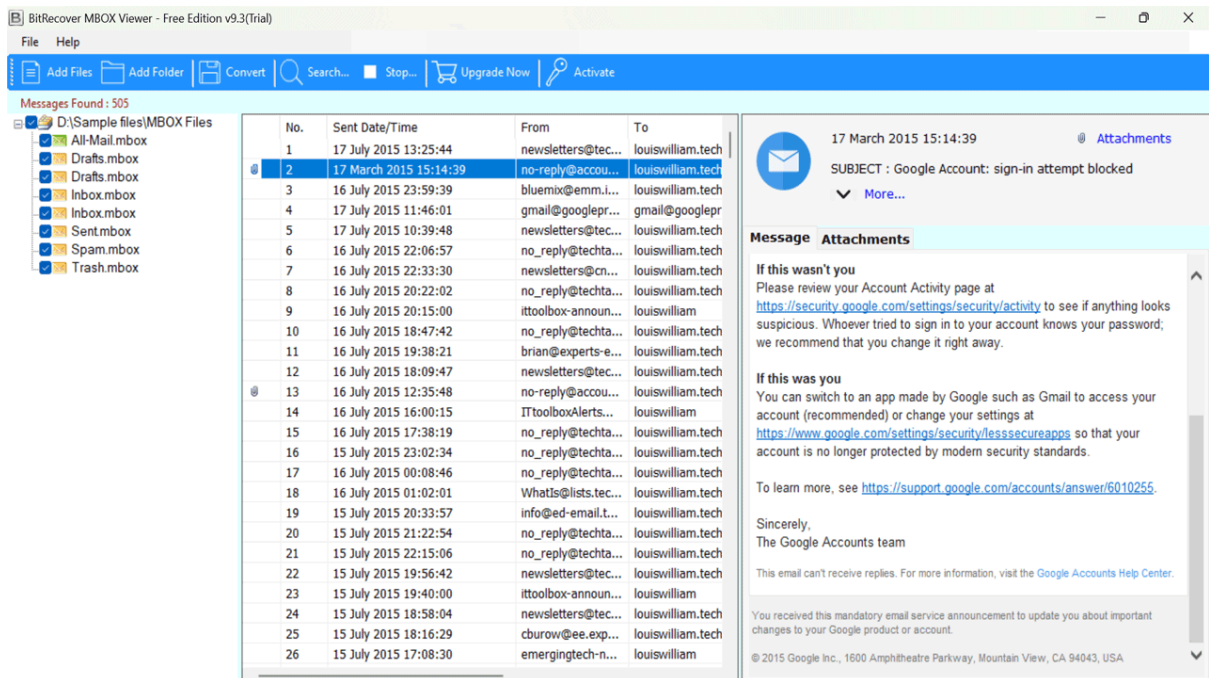 BitRecover MBOX Viewer - Free Edition v9.3(Trial)
File Help
Add Files Add Folder Convert Search... Stop... Upgrade Now Activate
Messages Found : 505
D:\Sample files\MBOX Files
All-Mail.mbox
Drafts.mbox
Drafts.mbox
Inbox.mbox
Inbox.mbox
Sent.mbox
Spam.mbox
Trash.mbox
No. Sent Date/Time From To
1 17 July 2015 13:25:44 newsletters@tec... louiswilliam.tech
2 17 March 2015 15:14:39 no-reply@accou... louiswilliam.tech
3 16 July 2015 23:59:39 bluemix@emm.i... louiswilliam.tech
4 17 July 2015 11:46:01 gmail@googlepr... gmail@googlepr
5 17 July 2015 10:39:48 newsletters@tec... louiswilliam.tech
6 16 July 2015 22:06:57 no_reply@techta... louiswilliam.tech
7 16 July 2015 22:33:30 newsletters@cn... louiswilliam.tech
8 16 July 2015 20:22:02 no_reply@techta... louiswilliam.tech
9 16 July 2015 20:15:00 ittoolbox-announ... louiswilliam
10 16 July 2015 18:47:42 no_reply@techta... louiswilliam.tech
11 16 July 2015 19:38:21 brian@experts-e... louiswilliam.tech
12 16 July 2015 18:09:47 newsletters@tec... louiswilliam.tech
13 16 July 2015 12:35:48 no-reply@accou... louiswilliam.tech
14 16 July 2015 16:00:15 ITtoolboxAlerts... louiswilliam
15 16 July 2015 17:38:19 no_reply@techta... louiswilliam.tech
16 15 July 2015 23:02:34 no_reply@techta... louiswilliam.tech
17 16 July 2015 00:08:46 no_reply@techta... louiswilliam.tech
18 16 July 2015 01:02:01 WhatIs@lists.tec... louiswilliam.tech
19 15 July 2015 20:33:57 info@ed-email.t... louiswilliam.tech
20 15 July 2015 21:22:54 no_reply@techta... louiswilliam.tech
21 15 July 2015 22:15:06 no_reply@techta... louiswilliam.tech
22 15 July 2015 19:56:42 newsletters@tec... louiswilliam.tech
23 15 July 2015 19:40:00 ittoolbox-announ... louiswilliam
24 15 July 2015 18:58:04 newsletters@tec... louiswilliam.tech
25 15 July 2015 18:16:29 cburow@ee.exp... louiswilliam.tech
26 15 July 2015 17:08:30 emergingtech-n... louiswilliam
17 March 2015 15:14:39 Attachments
SUBJECT : Google Account: sign-in attempt blocked
More...
Message Attachments
If this wasn't you
Please review your Account Activity page at
https://security.google.com/settings/security/activity to see if anything looks
suspicious. Whoever tried to sign in to your account knows your password;
we recommend that you change it right away.
If this was you
You can switch to an app made by Google such as Gmail to access your
account (recommended) or change your settings at
https://www.google.com/settings/security/lesssecureapps so that your
account is no longer protected by modern security standards.
To learn more, see https://support.google.com/accounts/answer/6010255.
Sincerely,
The Google Accounts team
This email can't receive replies. For more information, visit the Google Accounts Help Center.
You received this mandatory email service announcement to update you about important
changes to your Google product or account.
© 2015 Google Inc., 1600 Amphitheatre Parkway, Mountain View, CA 94043, USA